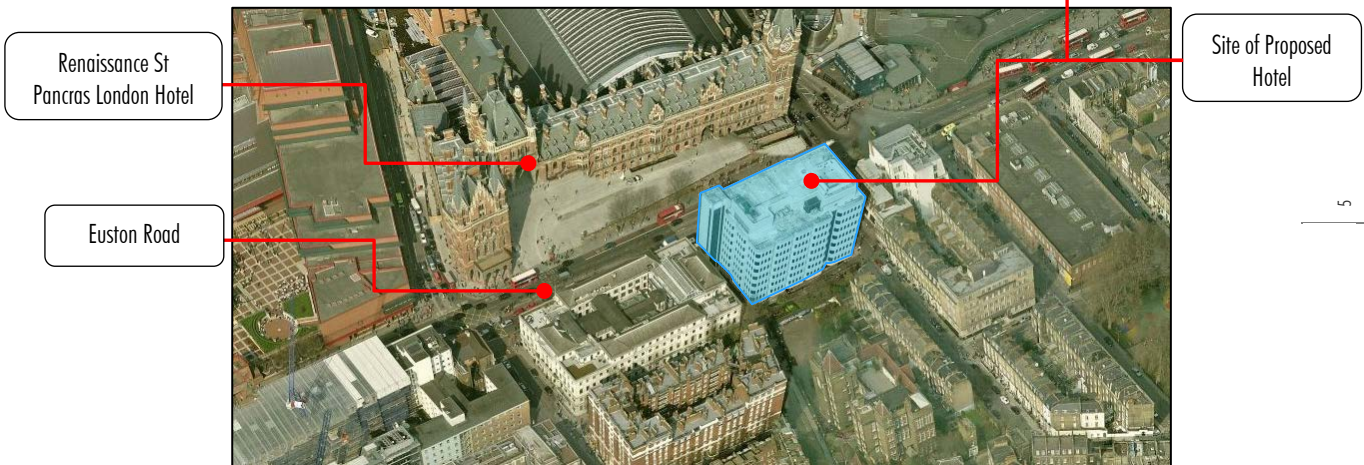 Renaissance St
Pancras London Hotel
Site of Proposed
Hotel
Euston Road
5